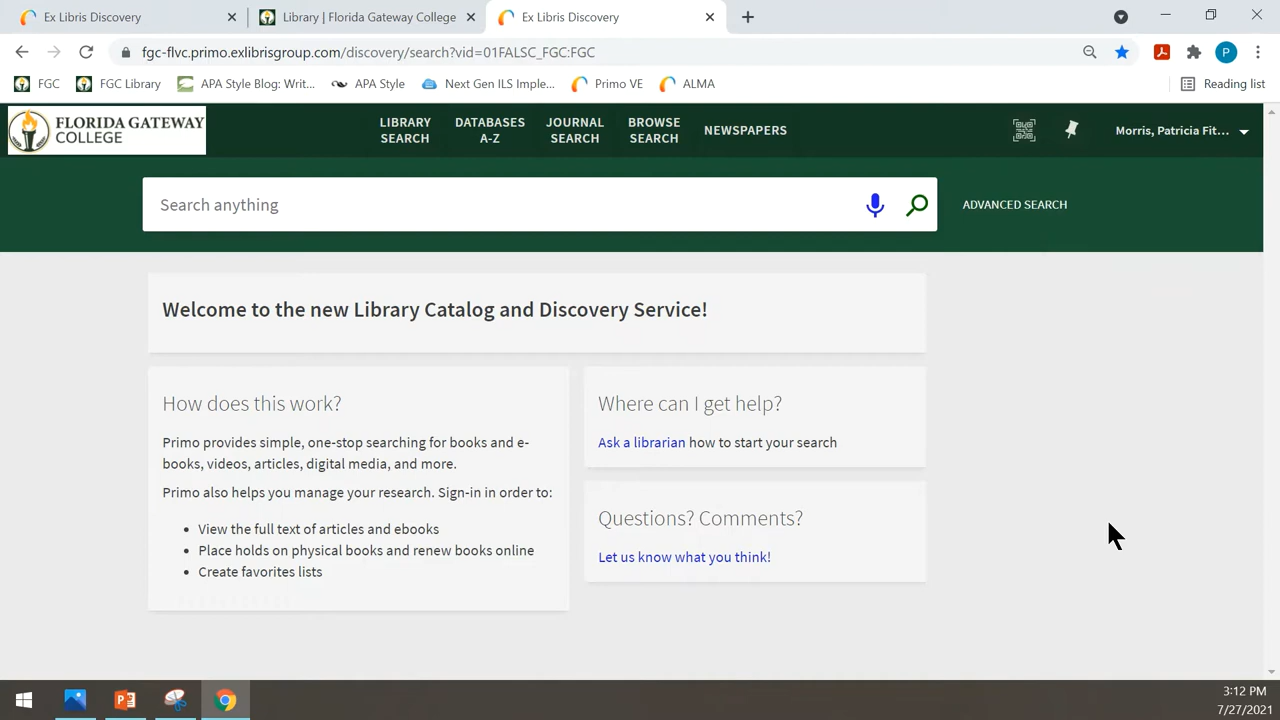 Ex Libris Discovery
Library | Florida Gateway College
Ex Libris Discovery
fgc-flvc.primo.exlibrisgroup.com/discovery/search?vid=01FALSC_FGC:FGC
P
FGC
FGC Library
APA Style Blog: Writ...
APA Style
Next Gen ILS Imple...
Primo VE
ALMA
Reading list
FLORIDA GATEWAY
COLLEGE
LIBRARY
SEARCH
DATABASES
A-Z
JOURNAL
SEARCH
BROWSE
SEARCH
NEWSPAPERS
Morris, Patricia Fit...
Search anything
ADVANCED SEARCH
Welcome to the new Library Catalog and Discovery Service!
How does this work?
Primo provides simple, one-stop searching for books and e-
books, videos, articles, digital media, and more.
Primo also helps you manage your research. Sign-in in order to:
• View the full text of articles and ebooks
• Place holds on physical books and renew books online
• Create favorites lists
Where can I get help?
Ask a librarian how to start your search
Questions? Comments?
Let us know what you think!
3:12 PM
7/27/2021